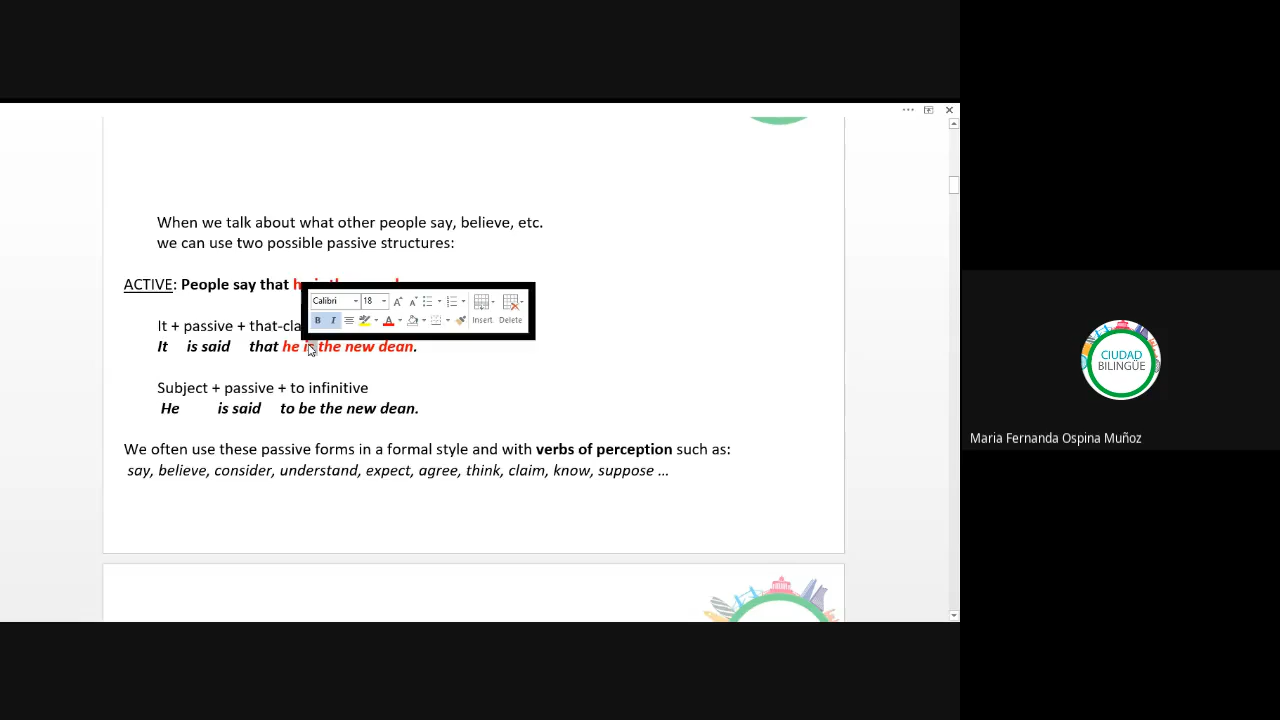 When we talk about what other people say, believe, etc.
we can use two possible passive structures:
ACTIVE: People say that
Calibri 18
It + passive + that-cla
B I Insert Delete
It is said that he is the new dean.
Subject + passive + to infinitive
He is said to be the new dean.
We often use these passive forms in a formal style and with verbs of perception such as:
say, believe, consider, understand, expect, agree, think, claim, know, suppose ...
CIUDAD
BILINGÜE
Maria Fernanda Ospina Muñoz